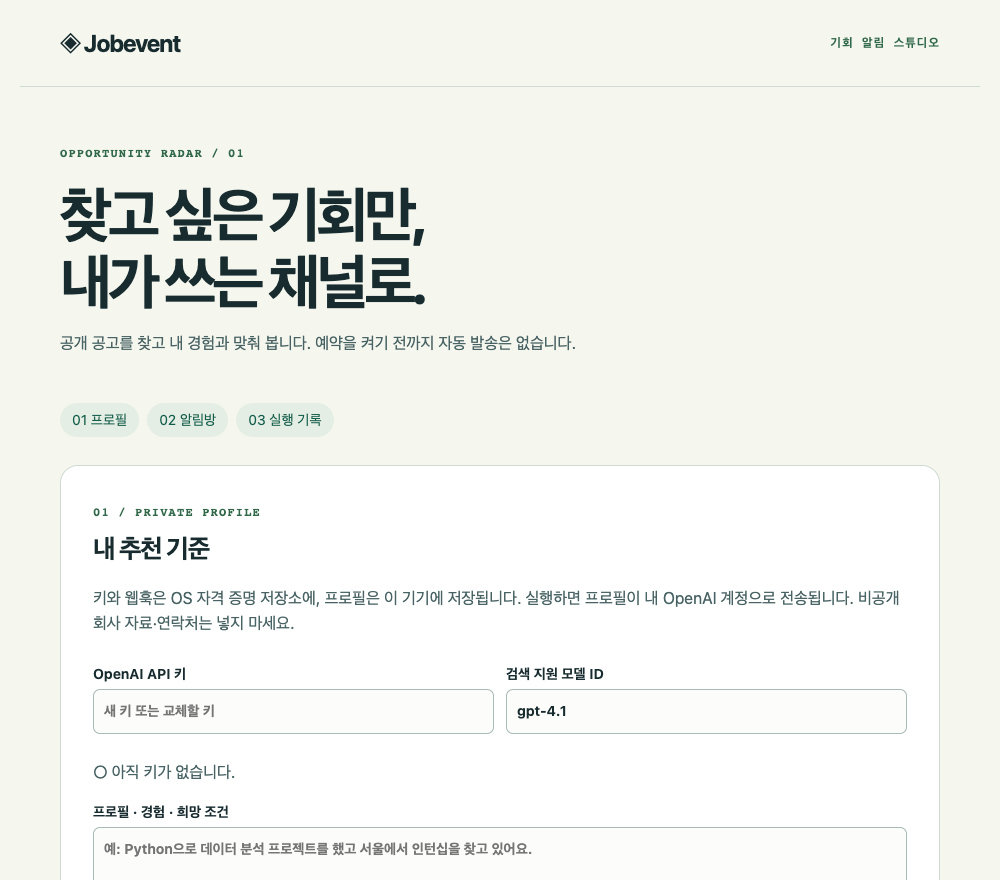 Jobevent
기회 알림 스튜디오
OPPORTUNITY RADAR / 01
찾고 싶은 기회만,
내가 쓰는 채널로.
공개 공고를 찾고 내 경험과 맞춰 봅니다. 예약을 켜기 전까지 자동 발송은 없습니다.
01 프로필
02 알림방
03 실행 기록
01 / PRIVATE PROFILE
내 추천 기준
키와 웹훅은 OS 자격 증명 저장소에, 프로필은 이 기기에 저장됩니다. 실행하면 프로필이 내 OpenAI 계정으로 전송됩니다. 비공개
회사 자료·연락처는 넣지 마세요.
OpenAI API 키
검색 지원 모델 ID
새 키 또는 교체할 키
gpt-4.1
○ 아직 키가 없습니다.
프로필 · 경험 · 희망 조건
예: Python으로 데이터 분석 프로젝트를 했고 서울에서 인턴십을 찾고 있어요.